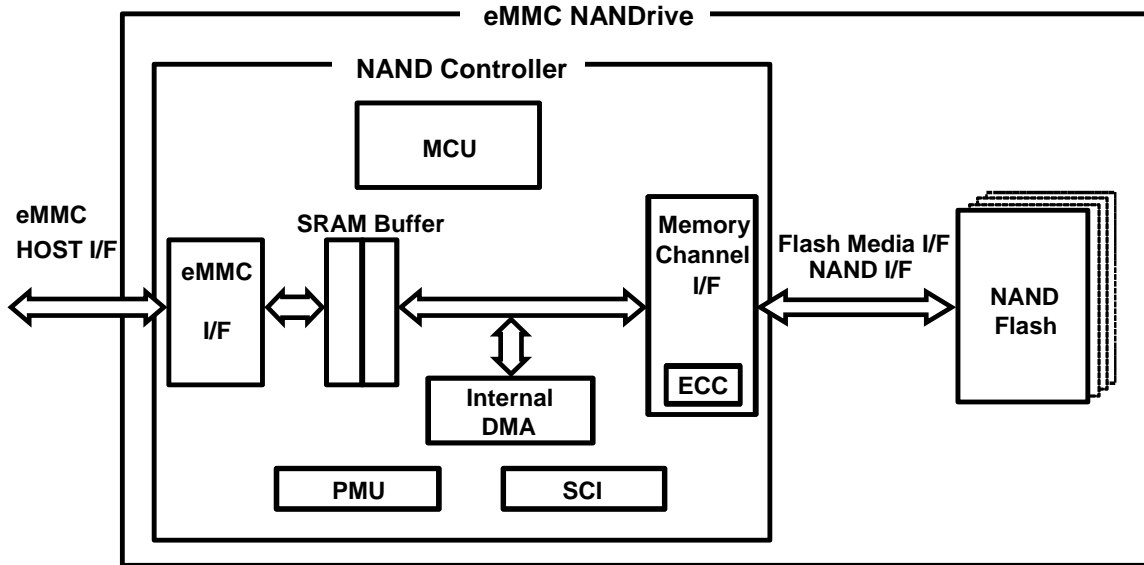 eMMC NANDrive
NAND Controller
MCU
eMMC
HOST I/F
SRAM Buffer
eMMC
I/F
Memory
Channel
I/F
ECC
Flash Media I/F
NAND I/F
NAND
Flash
Internal
DMA
PMU
SCI